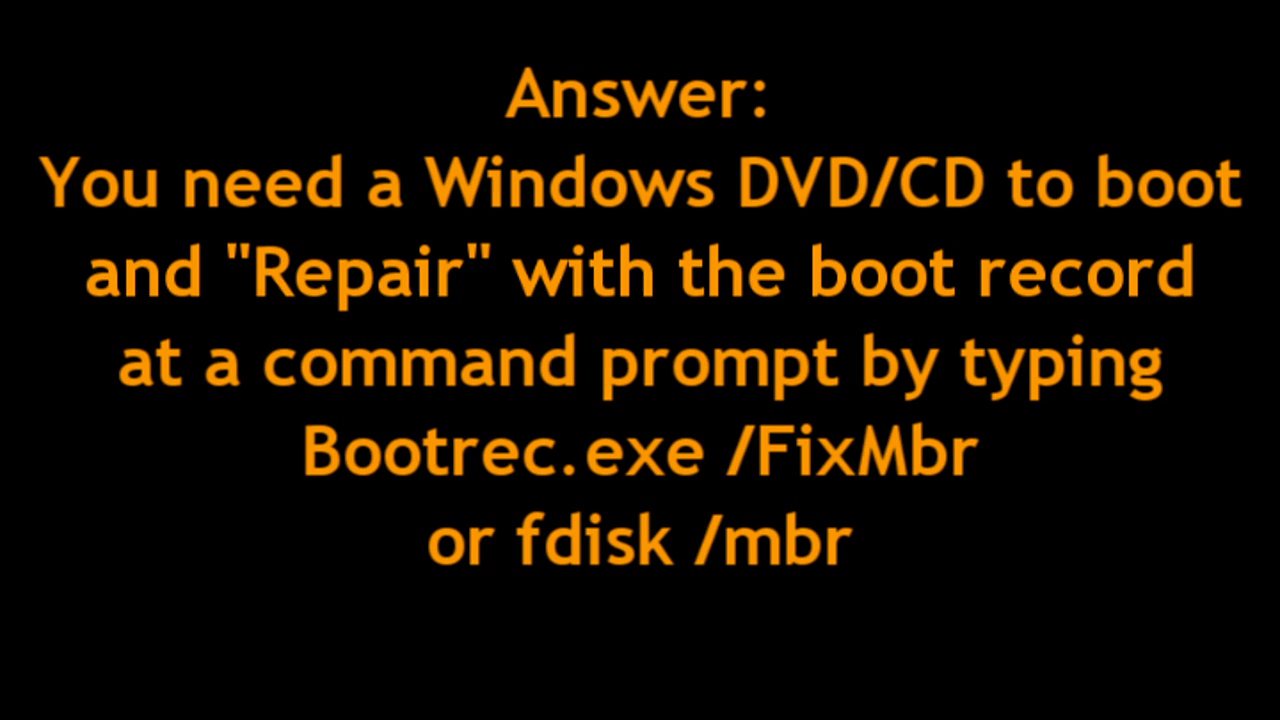 Answer:
You need a Windows DVD/CD to boot
and "Repair" with the boot record
at a command prompt by typing
Bootrec.exe /FixMbr
or fdisk /mbr